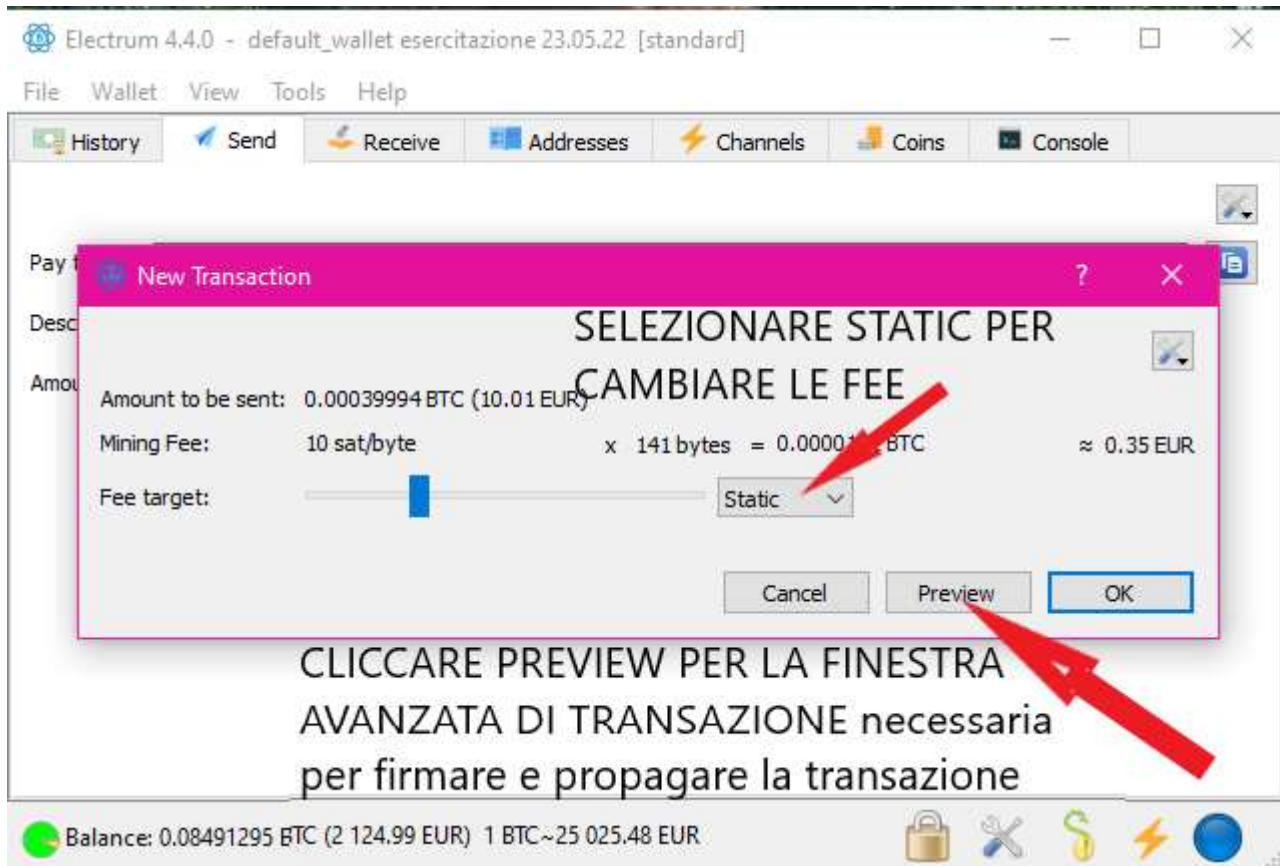 Electrum 4.4.0 - default_wallet esercitazione 23.05.22 [standard]
File Wallet View Tools Help
History Send Receive Addresses Channels Coins Console
Pay t
New Transaction ? ×
Desc
SELEZIONARE STATIC PER
CAMBIARE LE FEE
Amou
Amount to be sent: 0.00039994 BTC (10.01 EUR)
Mining Fee: 10 sat/byte x 141 bytes = BTC ≈ 0.35 EUR
Fee target: Static
Cancel Preview OK
CLICCARE PREVIEW PER LA FINESTRA
AVANZATA DI TRANSAZIONE necessaria
per firmare e propagare la transazione
Balance: 0.08491295 BTC (2 124.99 EUR) 1 BTC~25 025.48 EUR